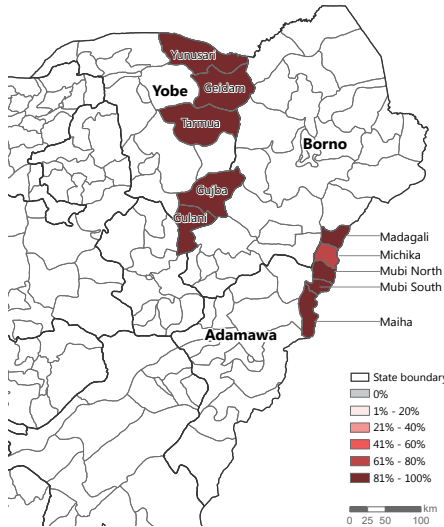 Yunusari
Yobe
Geidam
Tarmua
Borno
Gujba
Gulani
Madagali
Michika
Mubi North
Mubi South
Maiha
Adamawa
State boundary
0%
1% - 20%
21% - 40%
41% - 60%
61% - 80%
81% - 100%
km
0 25 50 100